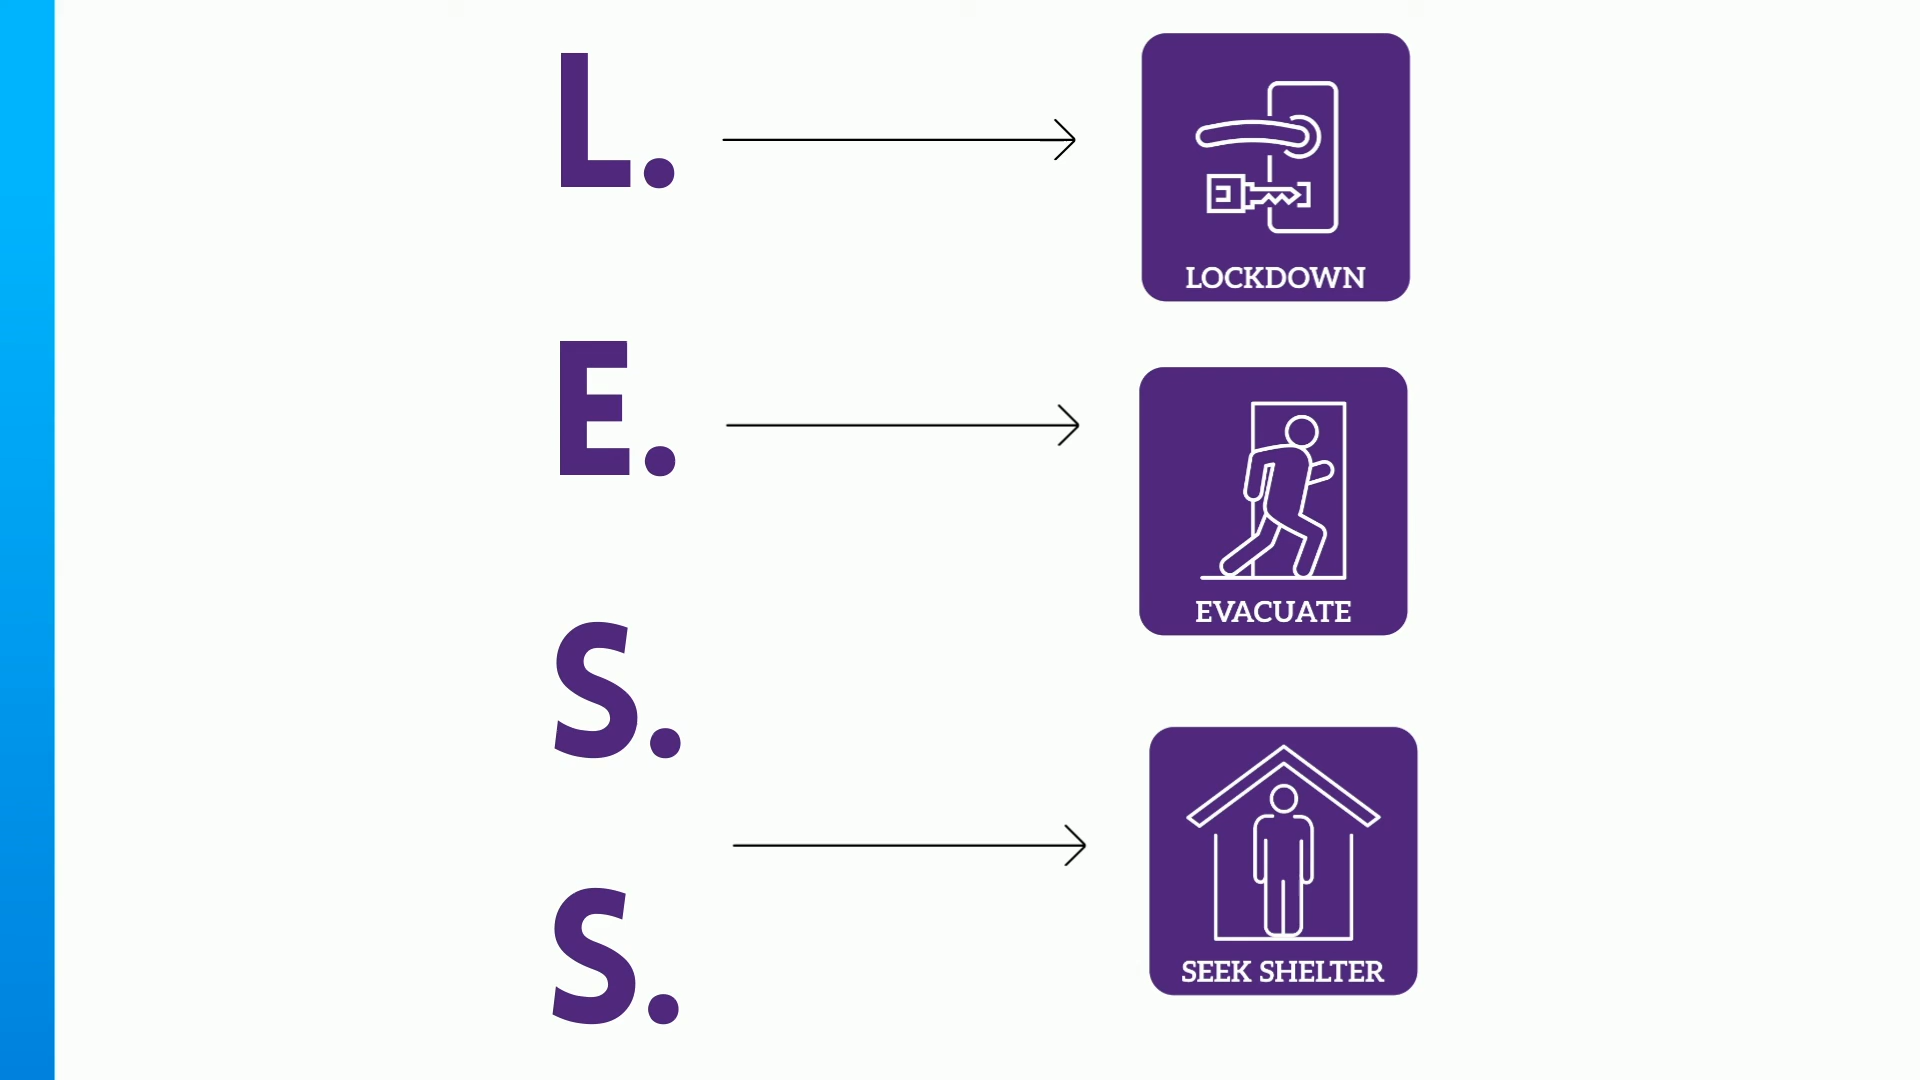 L.
LOCKDOWN
E.
EVACUATE
S.
S.
SEEK SHELTER